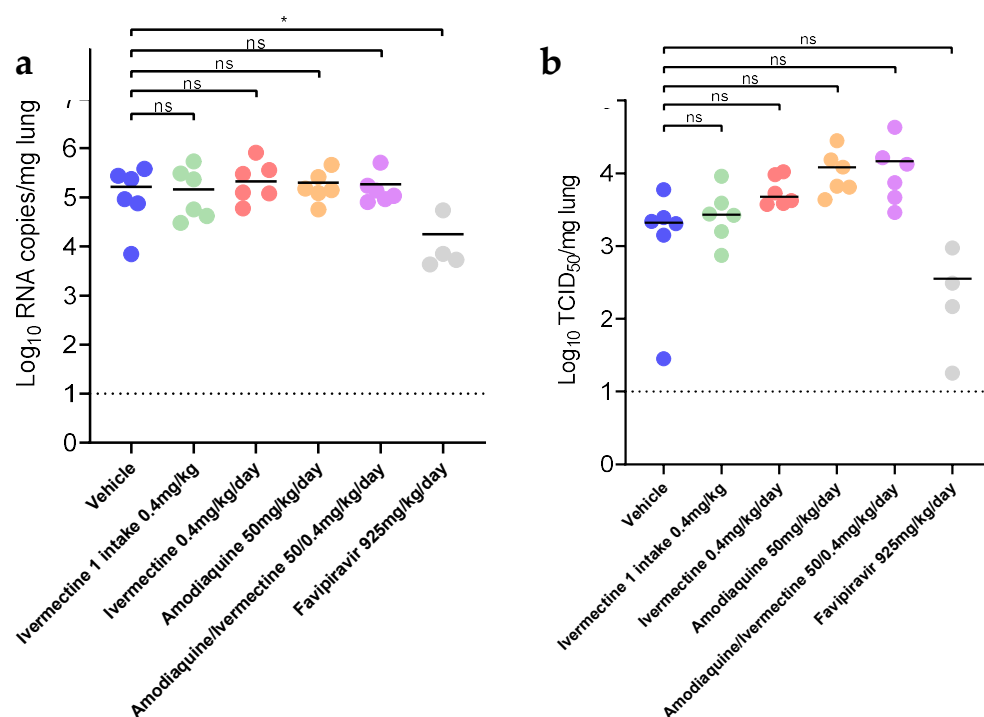 a
*
ns
ns
ns
ns
Log10 RNA copies/mg lung
7
6
5
4
3
2
1
0
Vehicle
Ivermectine 1 intake 0.4mg/kg
Ivermectine 0.4mg/kg/day
Amodiaquine 50mg/kg/day
Amodiaquine/Ivermectine 50/0.4mg/kg/day
Favipiravir 925mg/kg/day
b
ns
ns
ns
ns
ns
Log10 TCID50/mg lung
4
3
2
1
0
Vehicle
Ivermectine 1 intake 0.4mg/kg
Ivermectine 0.4mg/kg/day
Amodiaquine 50mg/kg/day
Amodiaquine/Ivermectine 50/0.4mg/kg/day
Favipiravir 925mg/kg/day